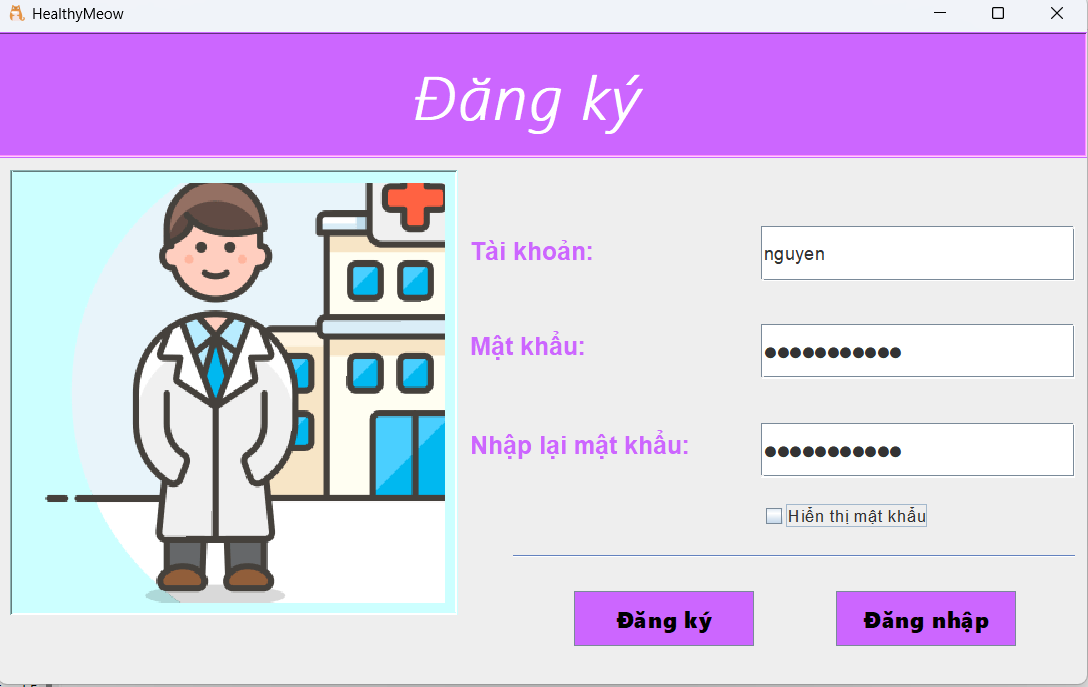 HealthyMeow
Đăng ký
Tài khoản:
nguyen
Mật khẩu:
●●●●●●●●●●●
Nhập lại mật khẩu:
●●●●●●●●●●●
Hiển thị mật khẩu
Đăng ký
Đăng nhập